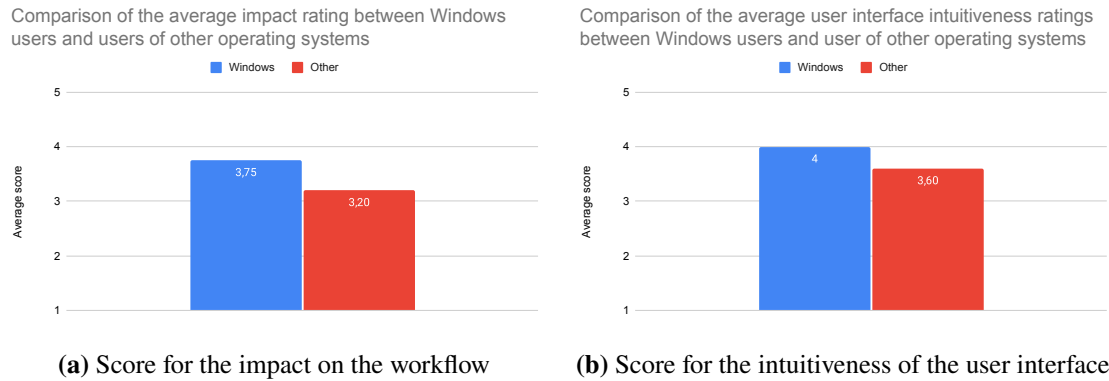 Comparison of the average impact rating between Windows
users and users of other operating systems
Windows Other
5
4
3
2
1
Average score
3,75
3,20
(a) Score for the impact on the workflow
Comparison of the average user interface intuitiveness ratings
between Windows users and user of other operating systems
Windows Other
5
4
3
2
1
Average score
4
3,60
(b) Score for the intuitiveness of the user interface